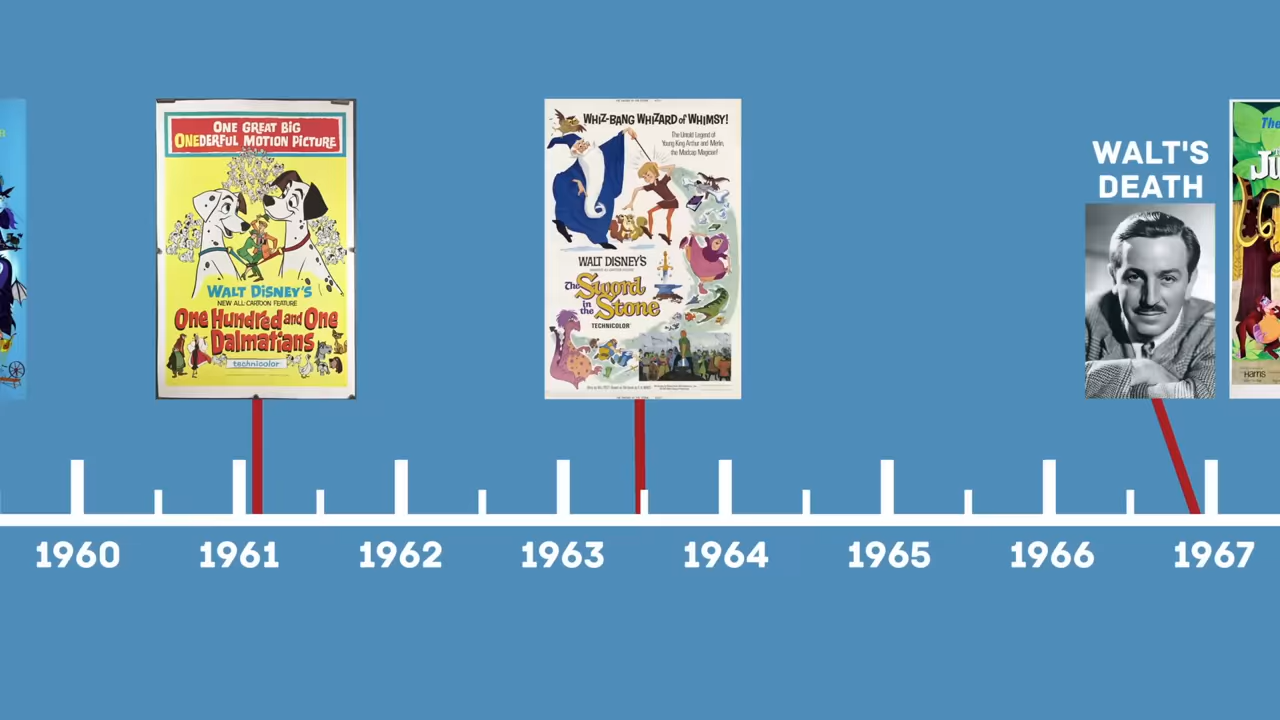 ONE GREAT BIG
ONEDERFUL MOTION PICTURE
WALT DISNEY'S
NEW ALL-CARTOON FEATURE
One Hundred and One
Dalmatians
technicolor
WHIZ-BANG WHIZARD of WHIMSY!
The Untold Legend of
Young King Arthur and Merlin,
the Madcap Magician!
WALT DISNEY'S
The Sword
in the Stone
TECHNICOLOR
WALT'S
DEATH
The
Harris
1960
1961
1962
1963
1964
1965
1966
1967